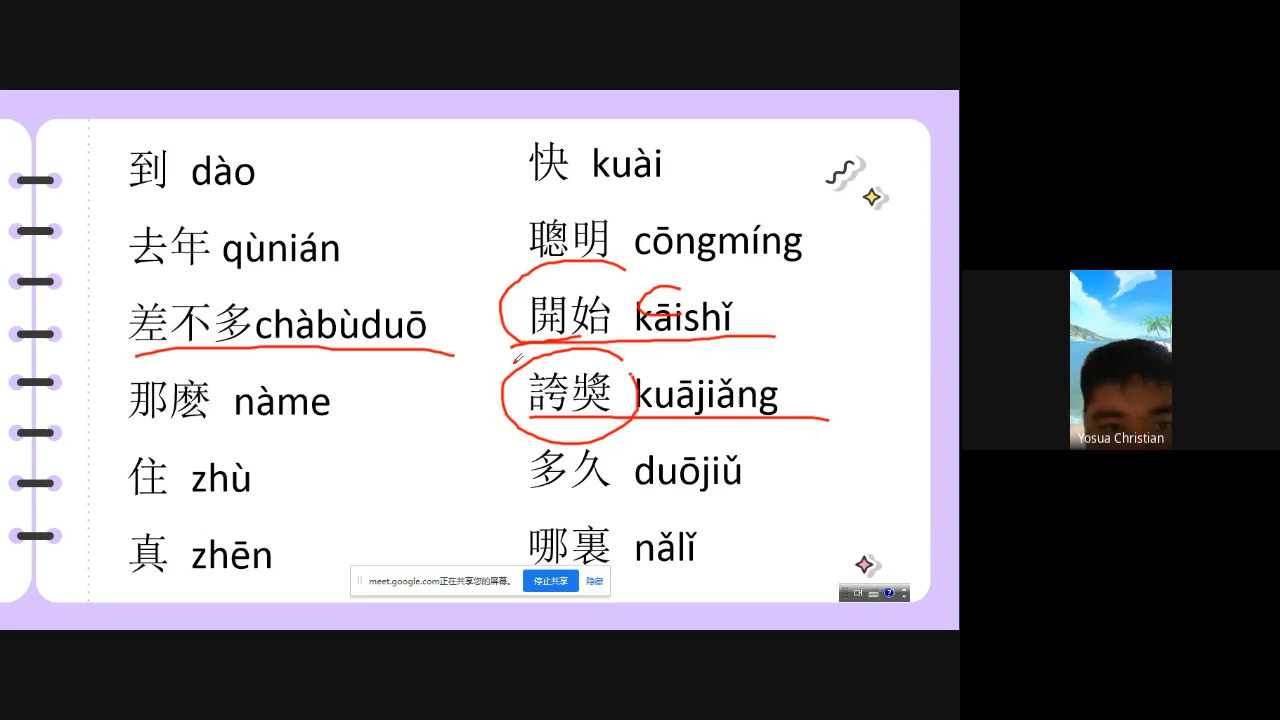 到 dào
去年 qùnián
差不多chàbùduō
那麽 nàme
住 zhù
真 zhēn
快 kuài
聰明 cōngmíng
開始 kāishǐ
誇獎 kuājiǎng
多久 duōjiǔ
哪裏 nǎlǐ
meet.google.com正在共享您的屏幕。 停止共享 隐藏
CH
Yosua Christian